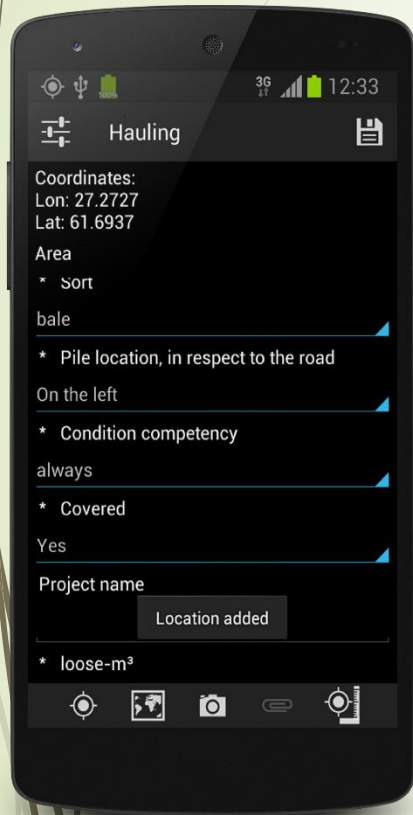 100%
3G
12:33
Hauling
Coordinates:
Lon: 27.2727
Lat: 61.6937
Area
* Sort
bale
* Pile location, in respect to the road
On the left
* Condition competency
always
* Covered
Yes
Project name
Location added
* loose-m³